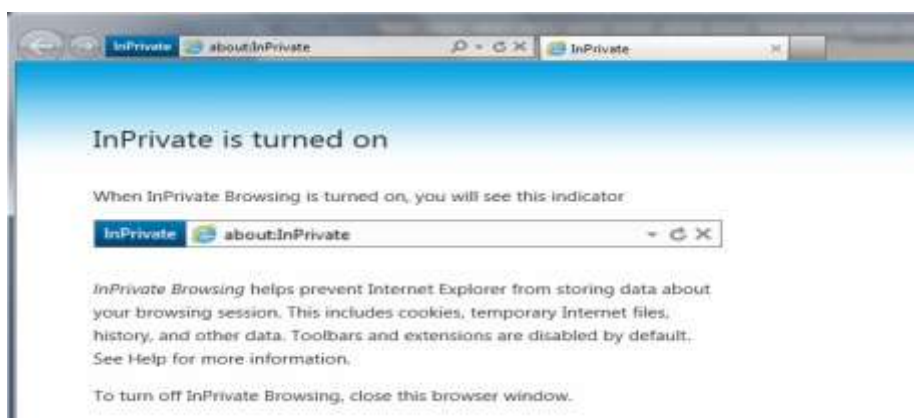 InPrivate about:InPrivate InPrivate
InPrivate is turned on
When InPrivate Browsing is turned on, you will see this indicator
InPrivate about:InPrivate
InPrivate Browsing helps prevent Internet Explorer from storing data about
your browsing session. This includes cookies, temporary Internet files,
history, and other data. Toolbars and extensions are disabled by default.
See Help for more information.
To turn off InPrivate Browsing, close this browser window.